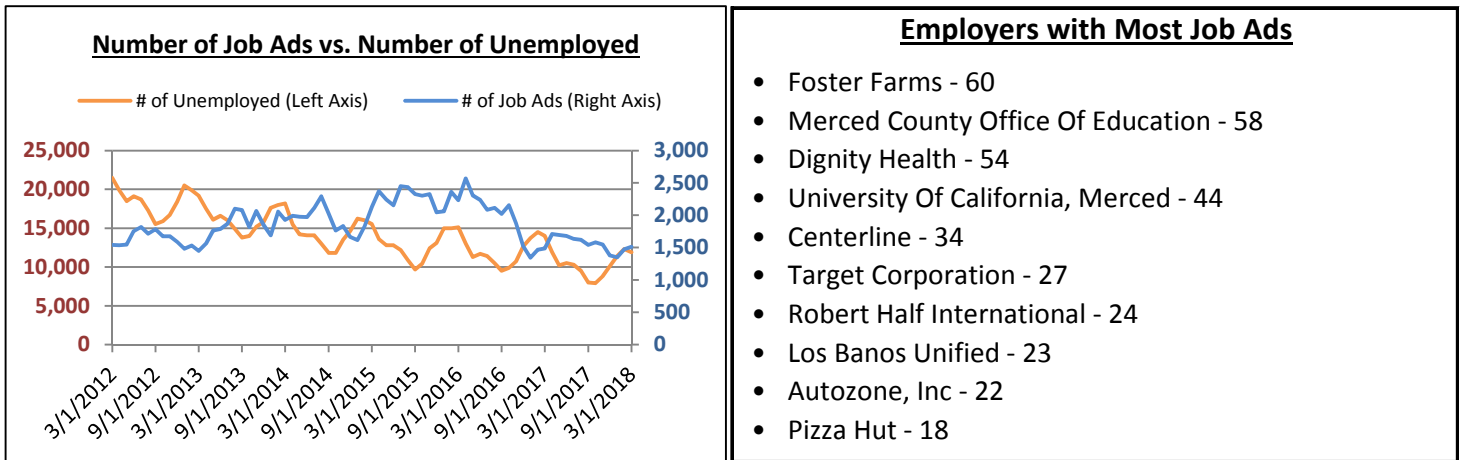 Number of Job Ads vs. Number of Unemployed
# of Unemployed (Left Axis)
# of Job Ads (Right Axis)
25,000
20,000
15,000
10,000
5,000
0
3,000
2,500
2,000
1,500
1,000
500
0
3/1/2012
9/1/2012
3/1/2013
9/1/2013
3/1/2014
9/1/2014
3/1/2015
9/1/2015
3/1/2016
9/1/2016
3/1/2017
9/1/2017
3/1/2018
Employers with Most Job Ads
• Foster Farms - 60
• Merced County Office Of Education - 58
• Dignity Health - 54
• University Of California, Merced - 44
• Centerline - 34
• Target Corporation - 27
• Robert Half International - 24
• Los Banos Unified - 23
• Autozone, Inc - 22
• Pizza Hut - 18